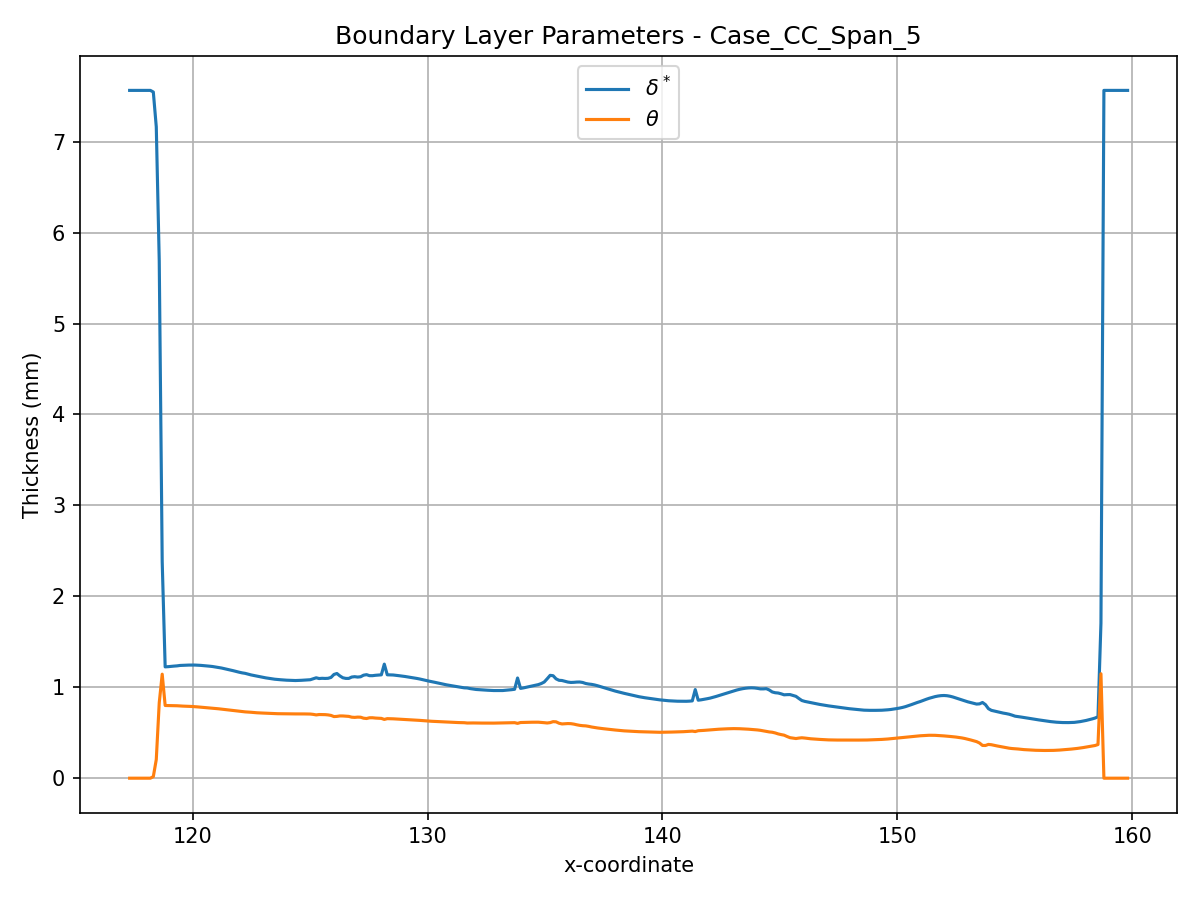 Boundary Layer Parameters - Case_CC_Span_5
δ*
θ
Thickness (mm)
7
6
5
4
3
2
1
0
120 130 140 150 160
x-coordinate